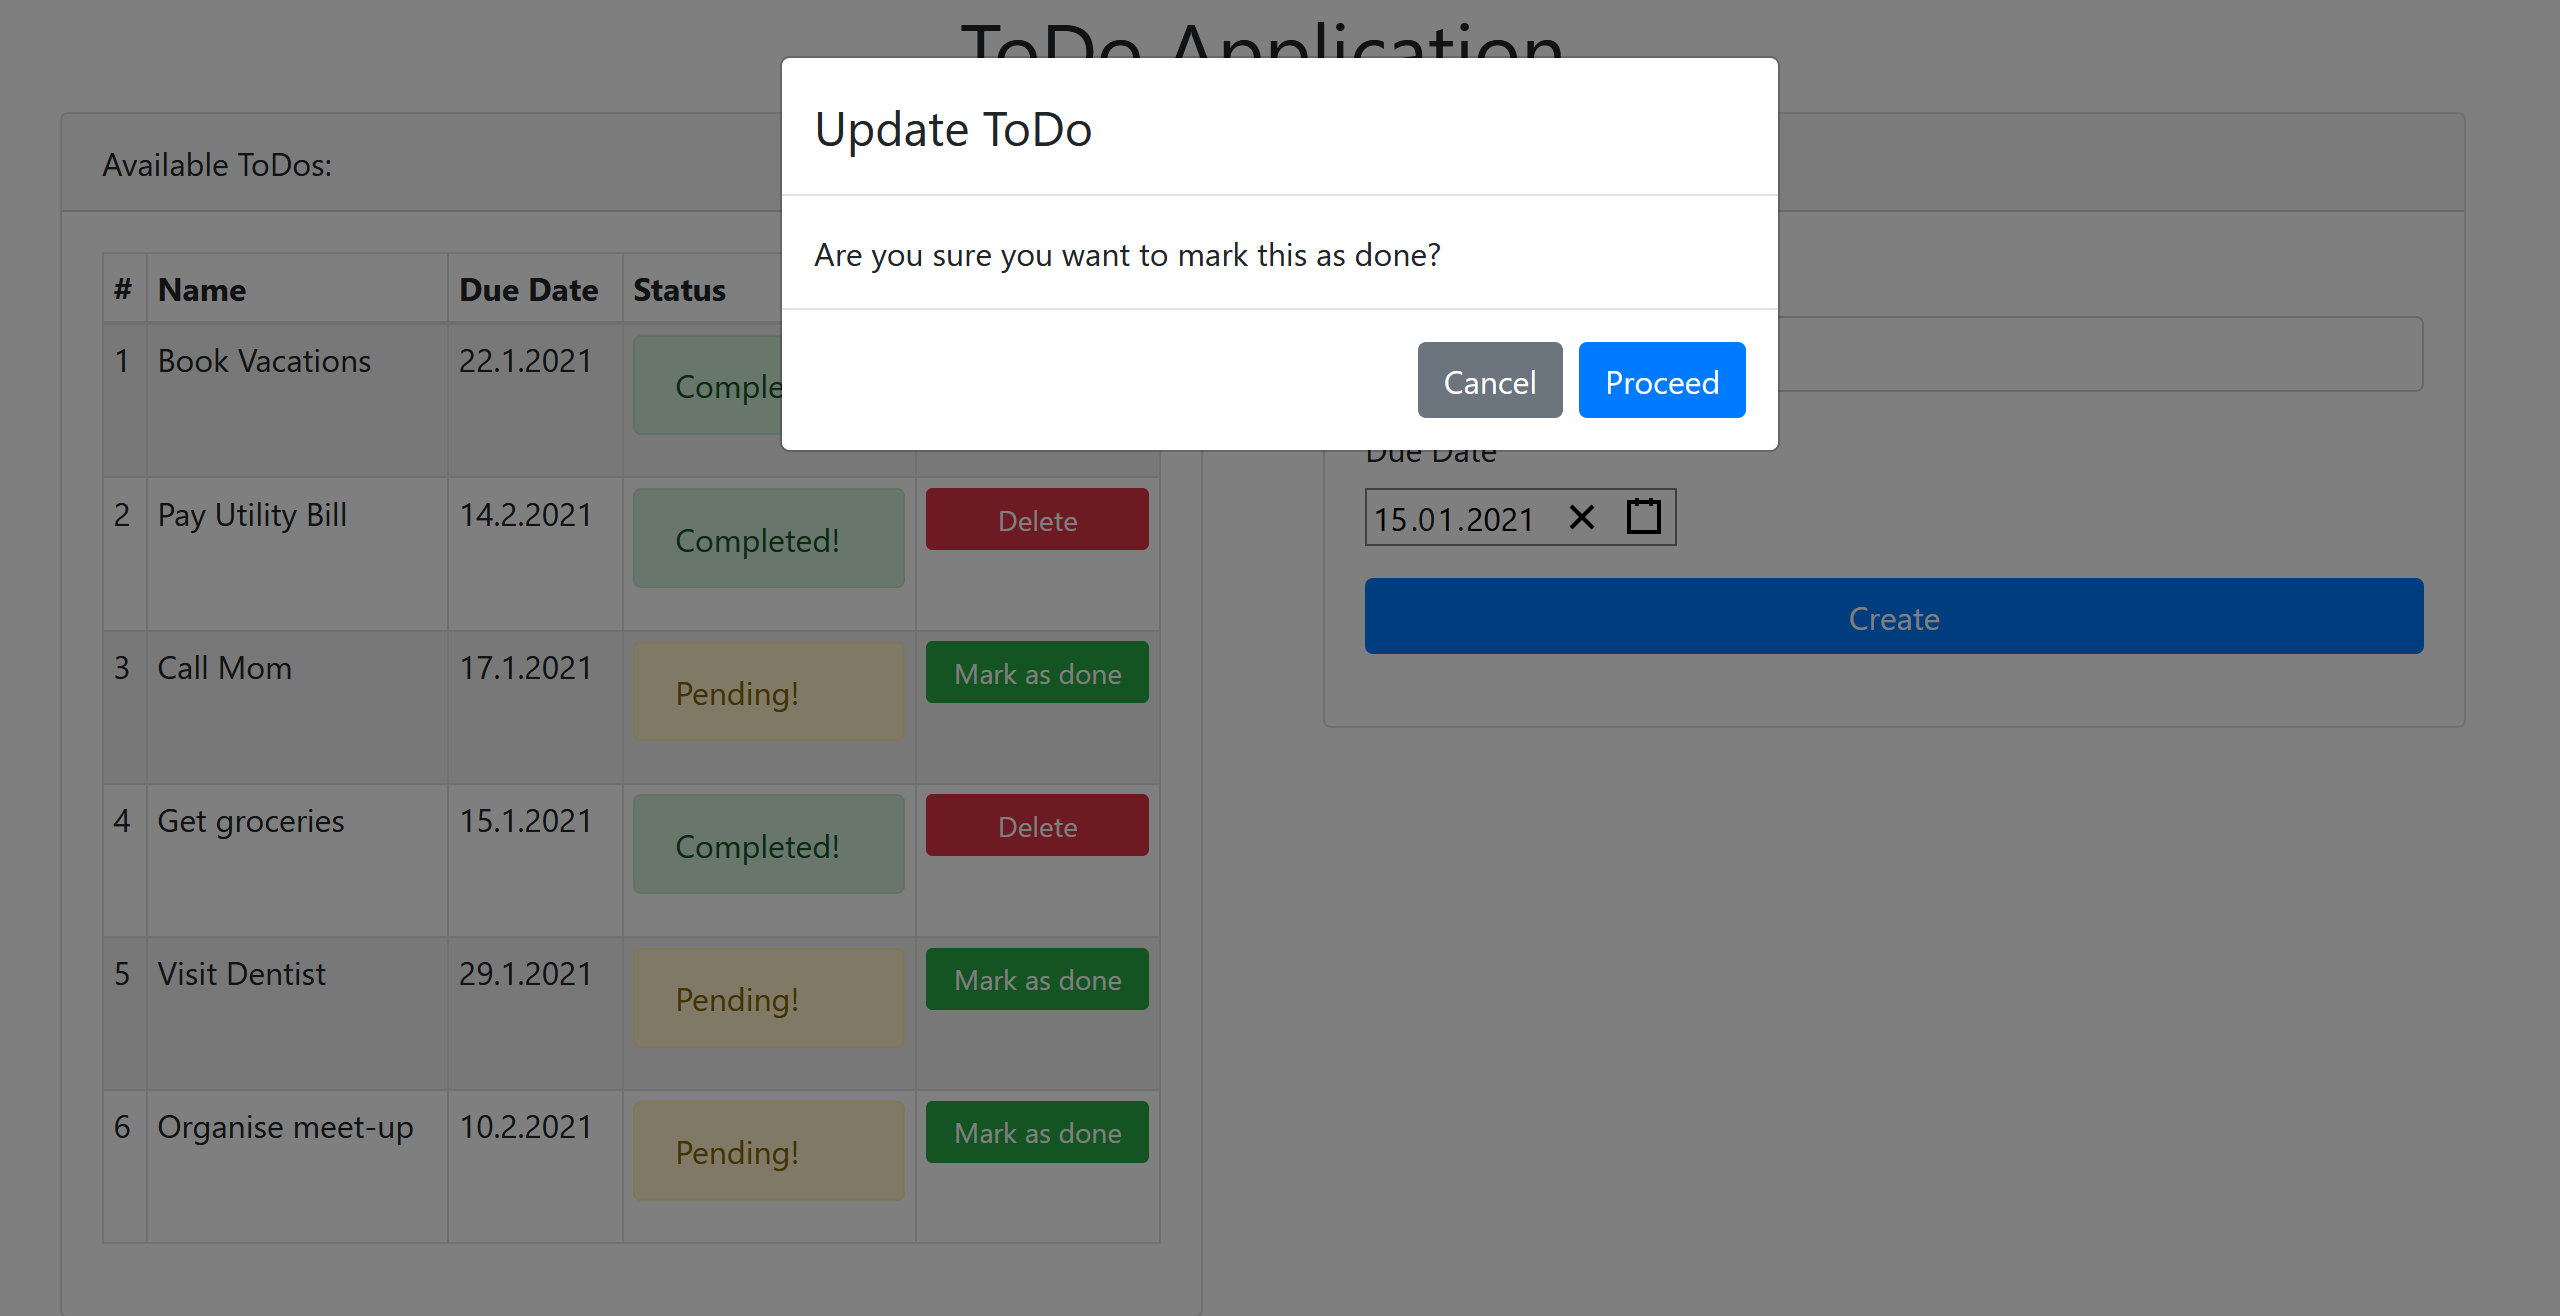 ToDo Application
Update ToDo
Are you sure you want to mark this as done?
Cancel Proceed
Available ToDos:
# Name Due Date Status
1 Book Vacations 22.1.2021 Comple
2 Pay Utility Bill 14.2.2021 Completed! Delete
3 Call Mom 17.1.2021 Pending! Mark as done
4 Get groceries 15.1.2021 Completed! Delete
5 Visit Dentist 29.1.2021 Pending! Mark as done
6 Organise meet-up 10.2.2021 Pending! Mark as done
Due Date
15.01.2021
Create